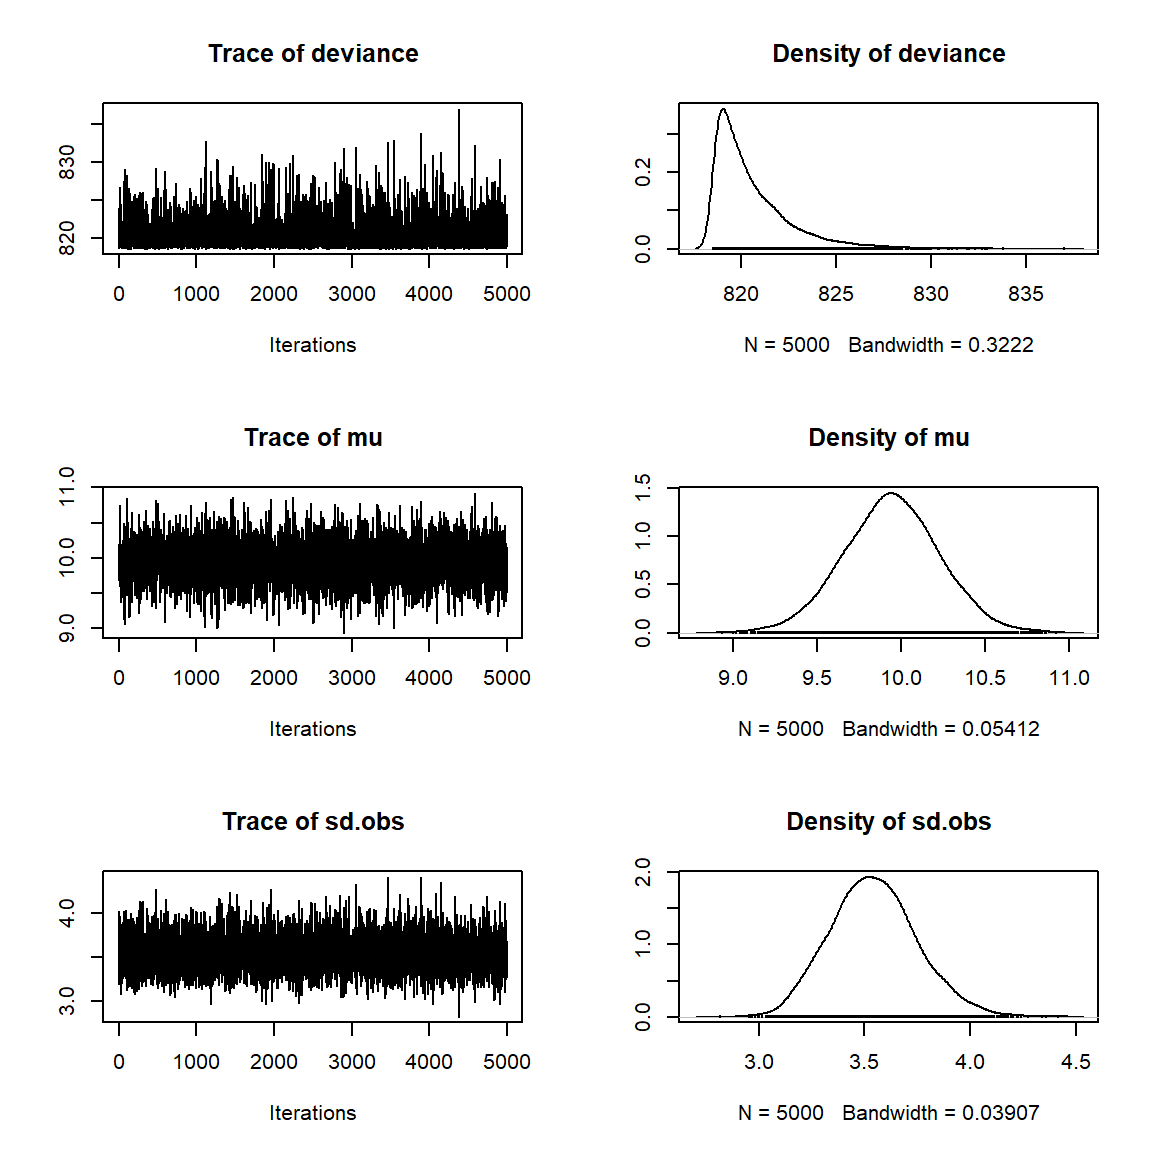 Trace of deviance
820 830
0 1000 2000 3000 4000 5000
Iterations
Density of deviance
0.0 0.2
820 825 830 835
N = 5000 Bandwidth = 0.3222
Trace of mu
9.0 10.0 11.0
0 1000 2000 3000 4000 5000
Iterations
Density of mu
0.0 0.5 1.0 1.5
9.0 9.5 10.0 10.5 11.0
N = 5000 Bandwidth = 0.05412
Trace of sd.obs
3.0 4.0
0 1000 2000 3000 4000 5000
Iterations
Density of sd.obs
0.0 1.0 2.0
3.0 3.5 4.0 4.5
N = 5000 Bandwidth = 0.03907